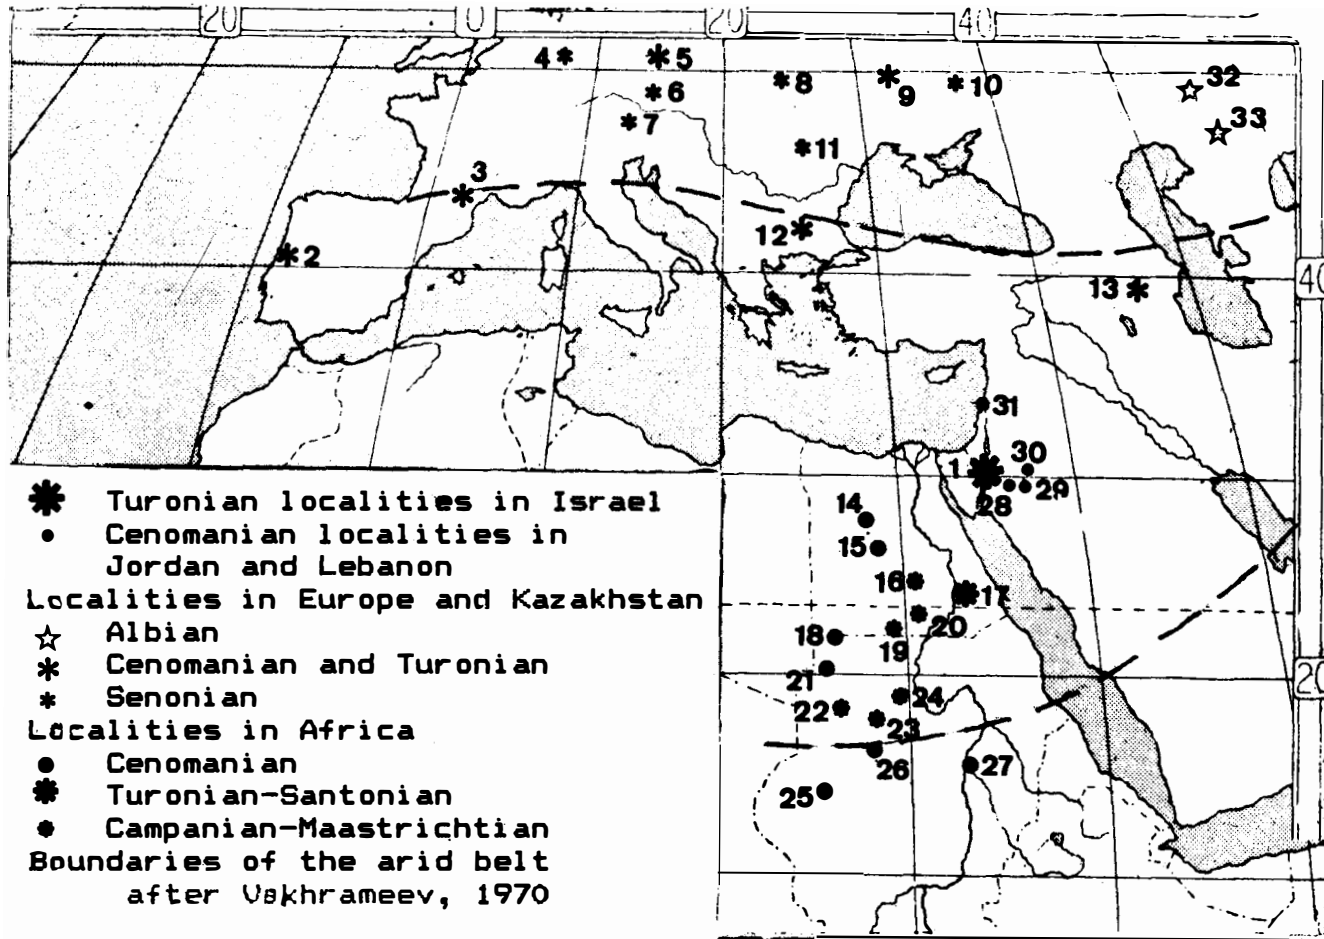 20 0 20 40
4 5 8 9 10 32
6 33
7 11
3
12
2 40
13
31
1 30
28 29
Turonian localities in Israel
14
Cenomanian localities in
15
Jordan and Lebanon
16 17
Localities in Europe and Kazakhstan
20
Albian
18 19
Cenomanian and Turonian
21 20
Senonian
22 24
23
Localities in Africa
26 27
Cenomanian
25
Turonian-Santonian
Campanian-Maastrichtian
Boundaries of the arid belt
after Vakhrameev, 1970